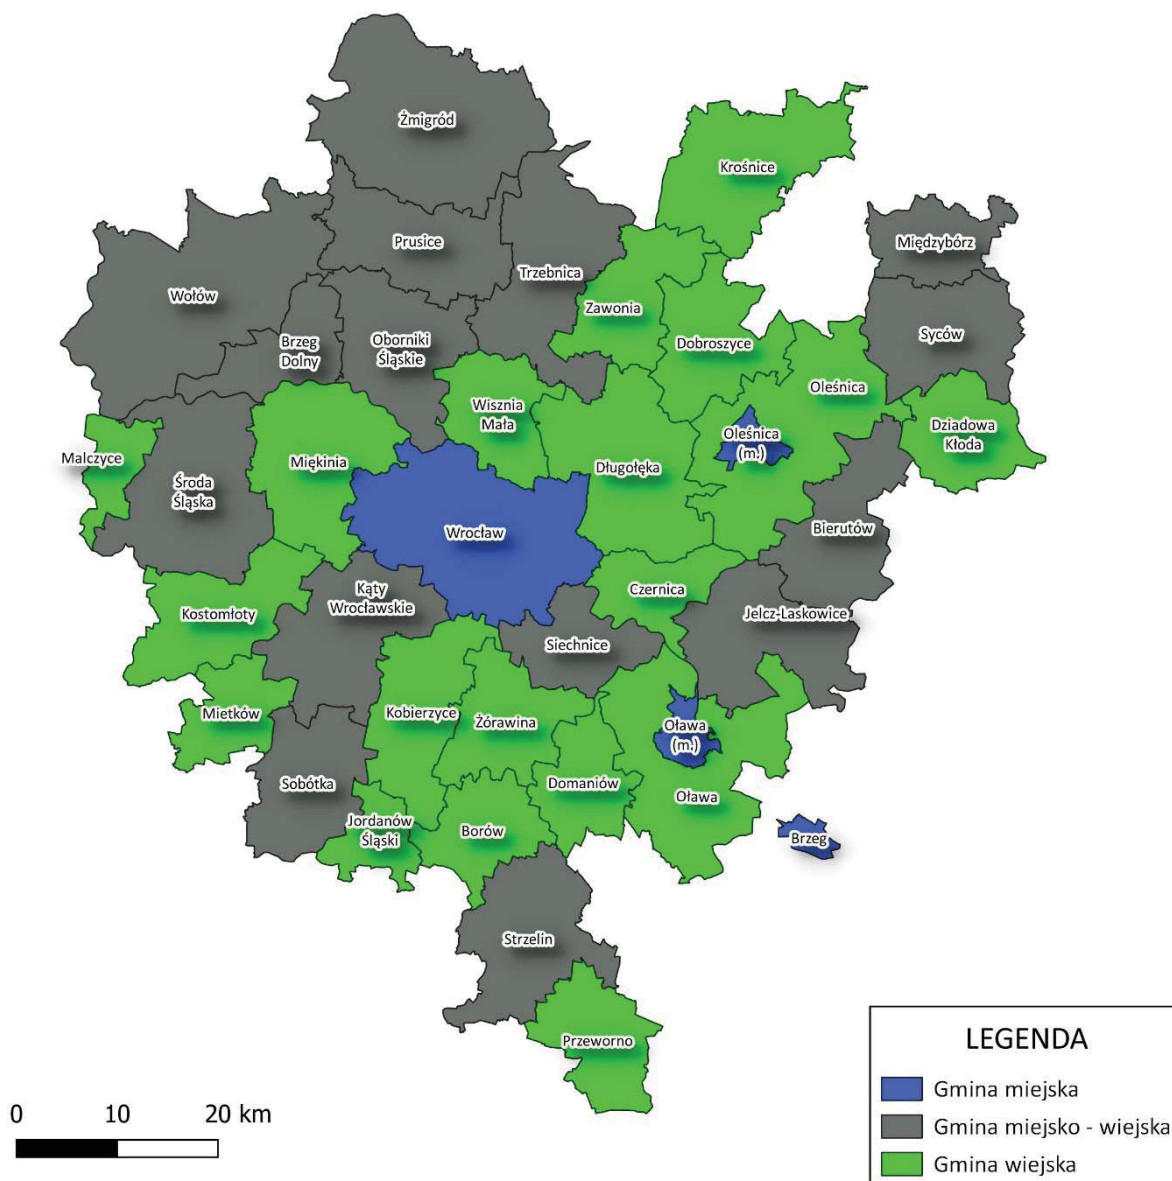 Żmigród
Krośnice
Międzybórz
Prusice
Trzebnica
Wołów
Zawonia
Syców
Brzeg
Dolny
Oborniki
Śląskie
Dobroszyce
Oleśnica
Wisznia
Mała
Oleśnica
(m.)
Dziadowa
Kłoda
Malczyce
Miękinia
Długołęka
Środa
Śląska
Wrocław
Bierutów
Kąty
Wrocławskie
Czernica
Kostomłoty
Jelcz-Laskowice
Siechnice
Mietków
Kobierzyce
Żórawina
Oława
(m.)
Sobótka
Domaniów
Oława
Jordanów
Śląski
Borów
Brzeg
Strzelin
Przeworno
LEGENDA
Gmina miejska
Gmina miejsko - wiejska
Gmina wiejska
0 10 20 km